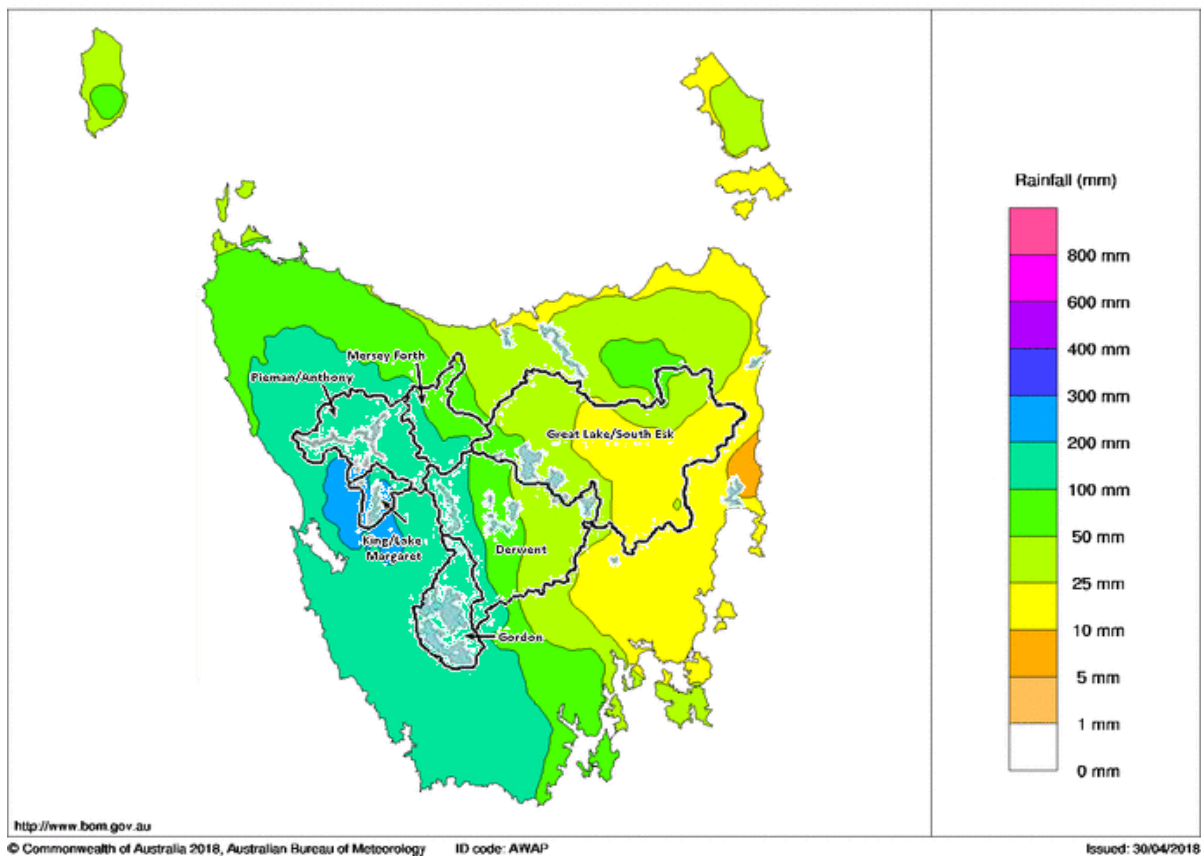 Rainfall (mm)
800 mm
600 mm
400 mm
300 mm
200 mm
100 mm
50 mm
25 mm
10 mm
5 mm
1 mm
0 mm
Mersey Forth
Pieman/Anthony
Great Lake/South Esk
King/Lake
Margaret
Derwent
Gordon
http://www.bom.gov.au
© Commonwealth of Australia 2018, Australian Bureau of Meteorology ID code: AWAP Issued: 30/04/2018